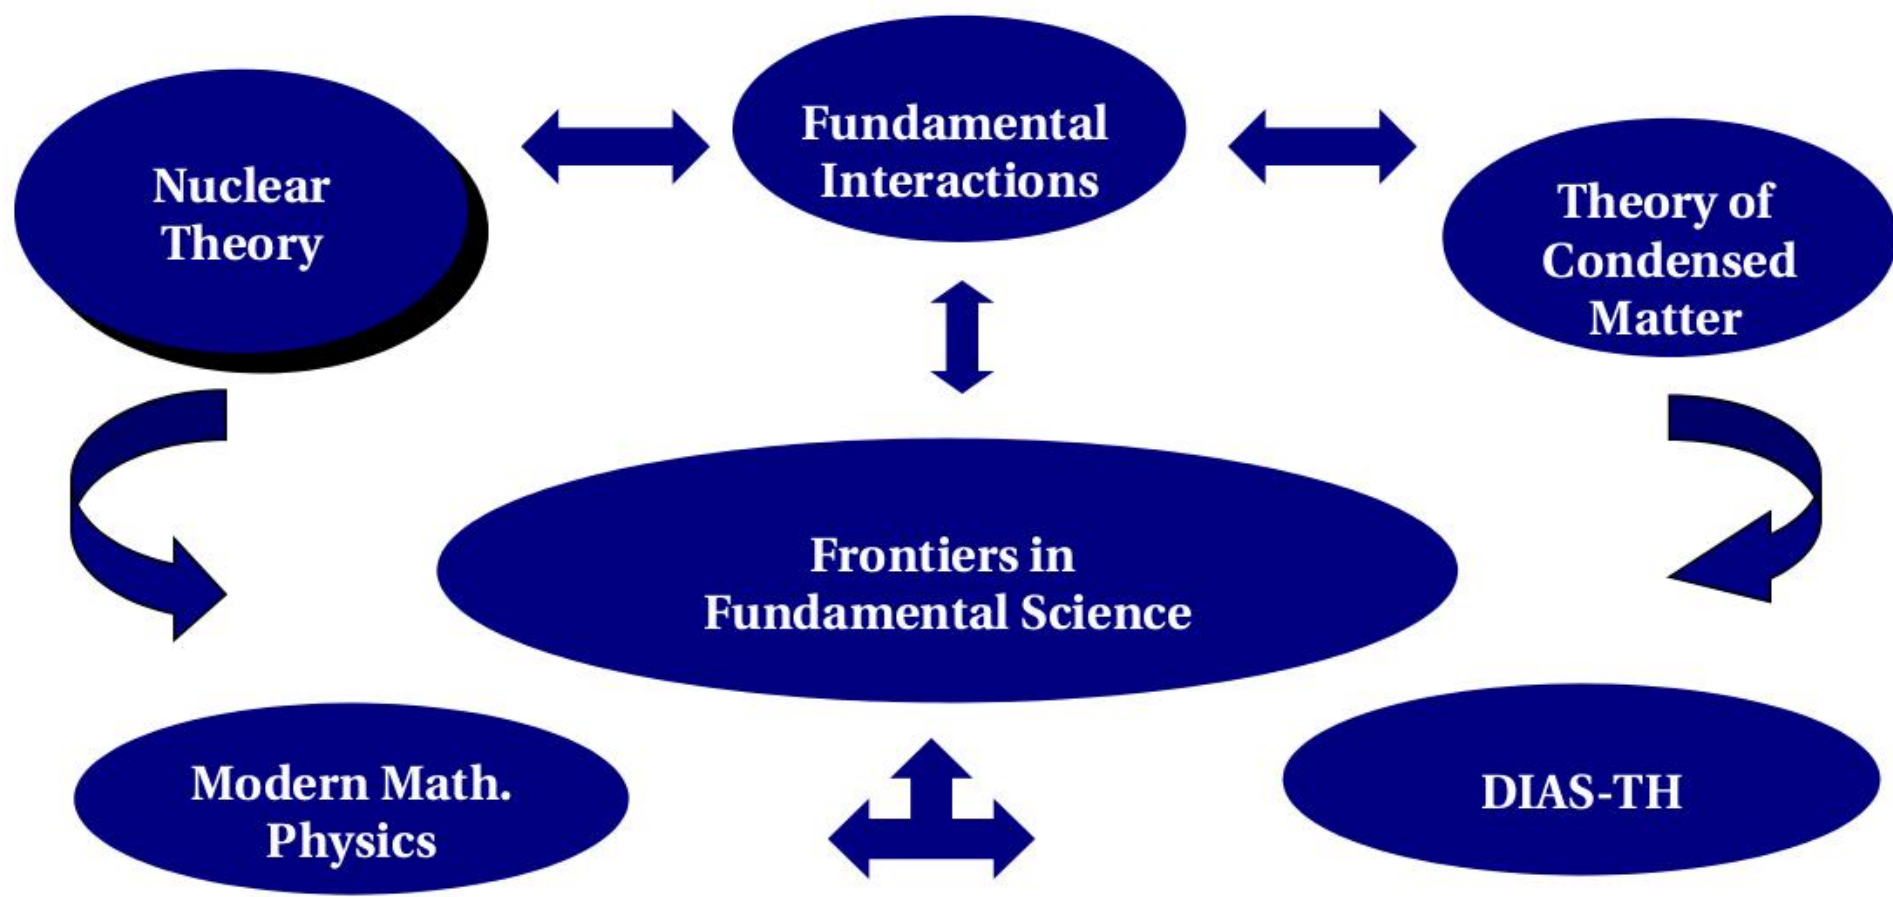 Nuclear
Theory
Fundamental
Interactions
Theory of
Condensed
Matter
Frontiers in
Fundamental Science
Modern Math.
Physics
DIAS-TH